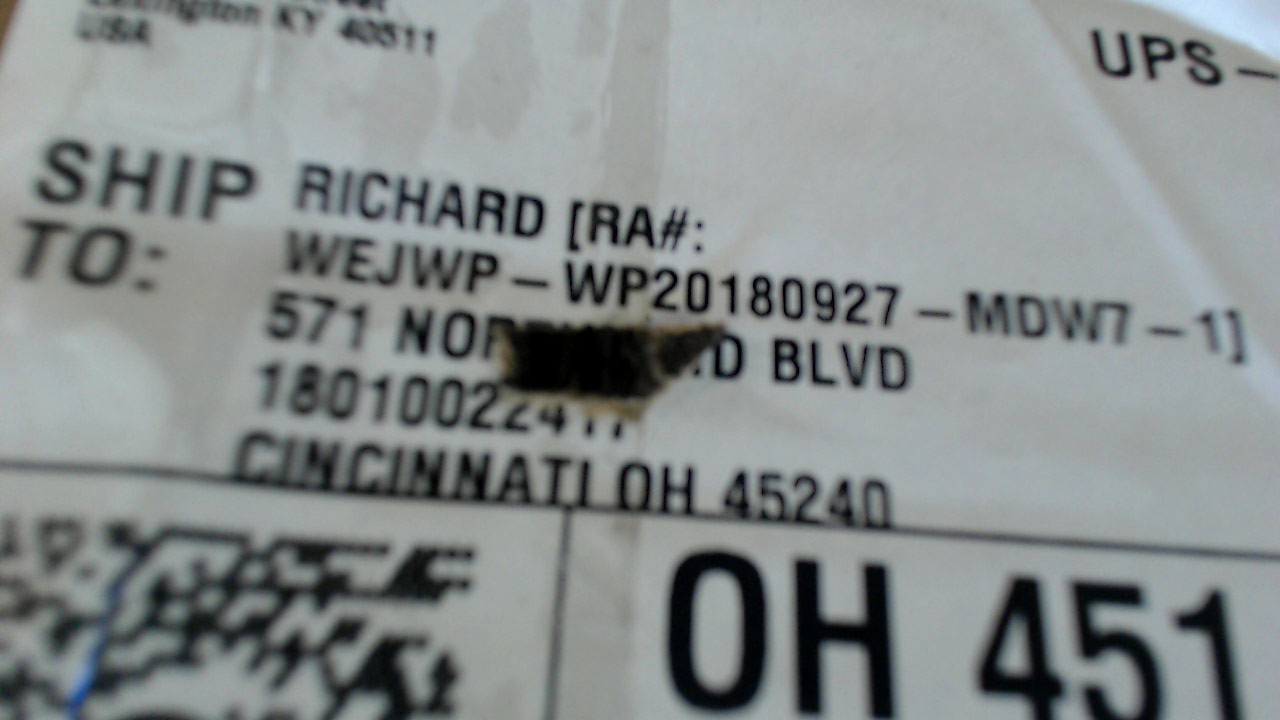 Lexington KY 40511
USA
UPS –
SHIP TO:
RICHARD [RA#:
WEJWP – WP20180927 – MDW7 – 1]
571 BLVD
CINCINNATI OH 45240
OH 451